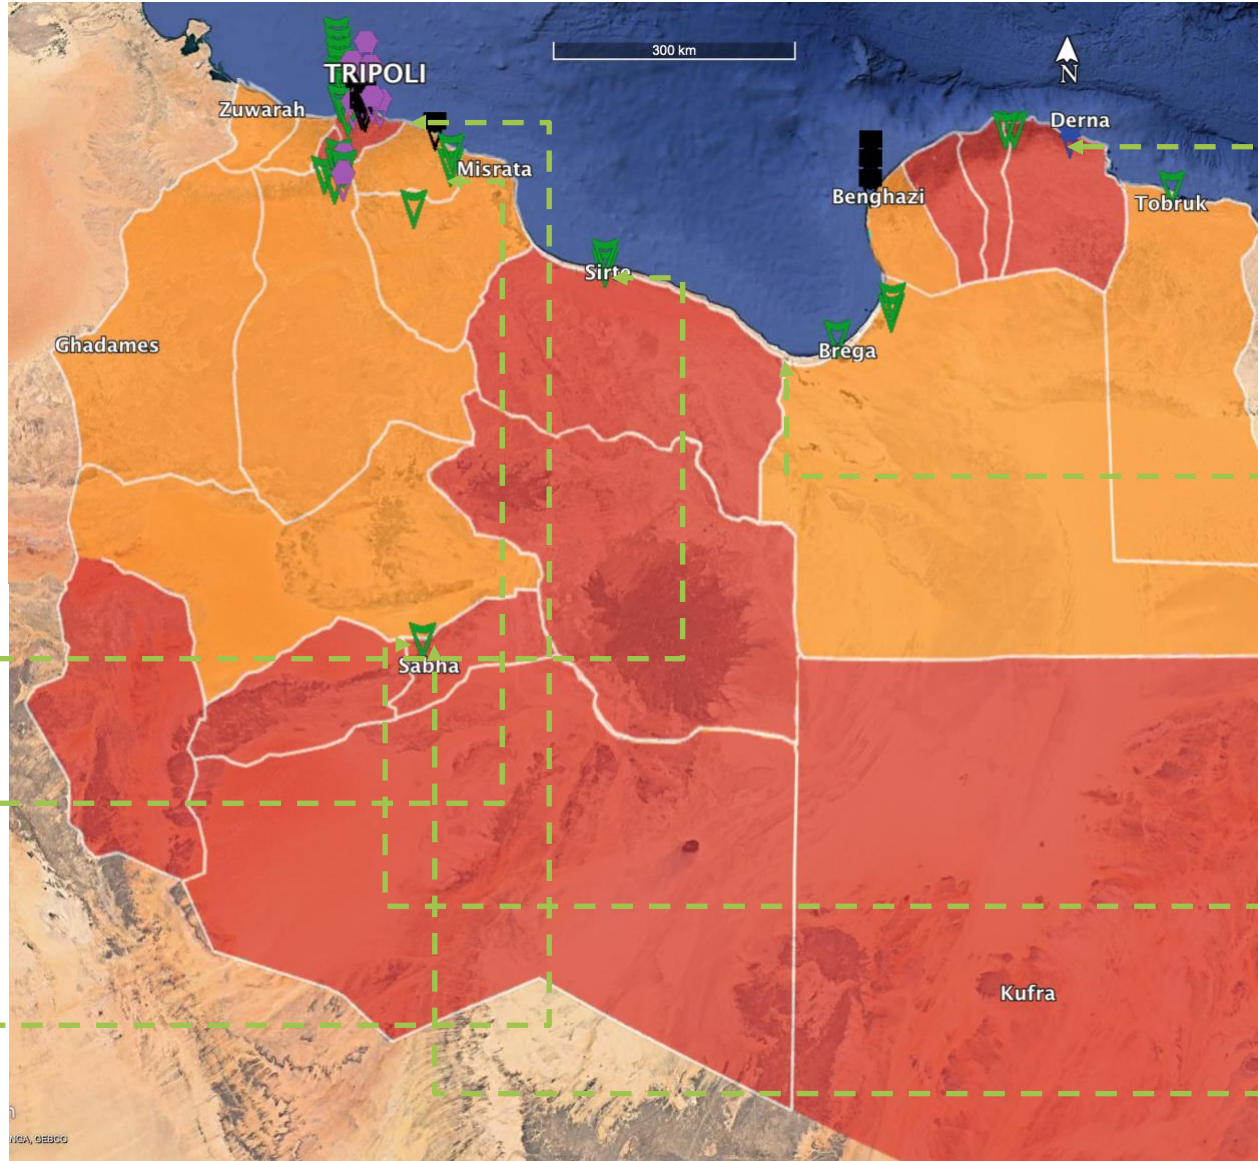 300 km
TRIPOLI
N
Zuwarah
Derna
Misrata
Benghazi
Tobruk
Sirte
Ghadames
Brega
Sabha
Kufra
NGA, GEBCO